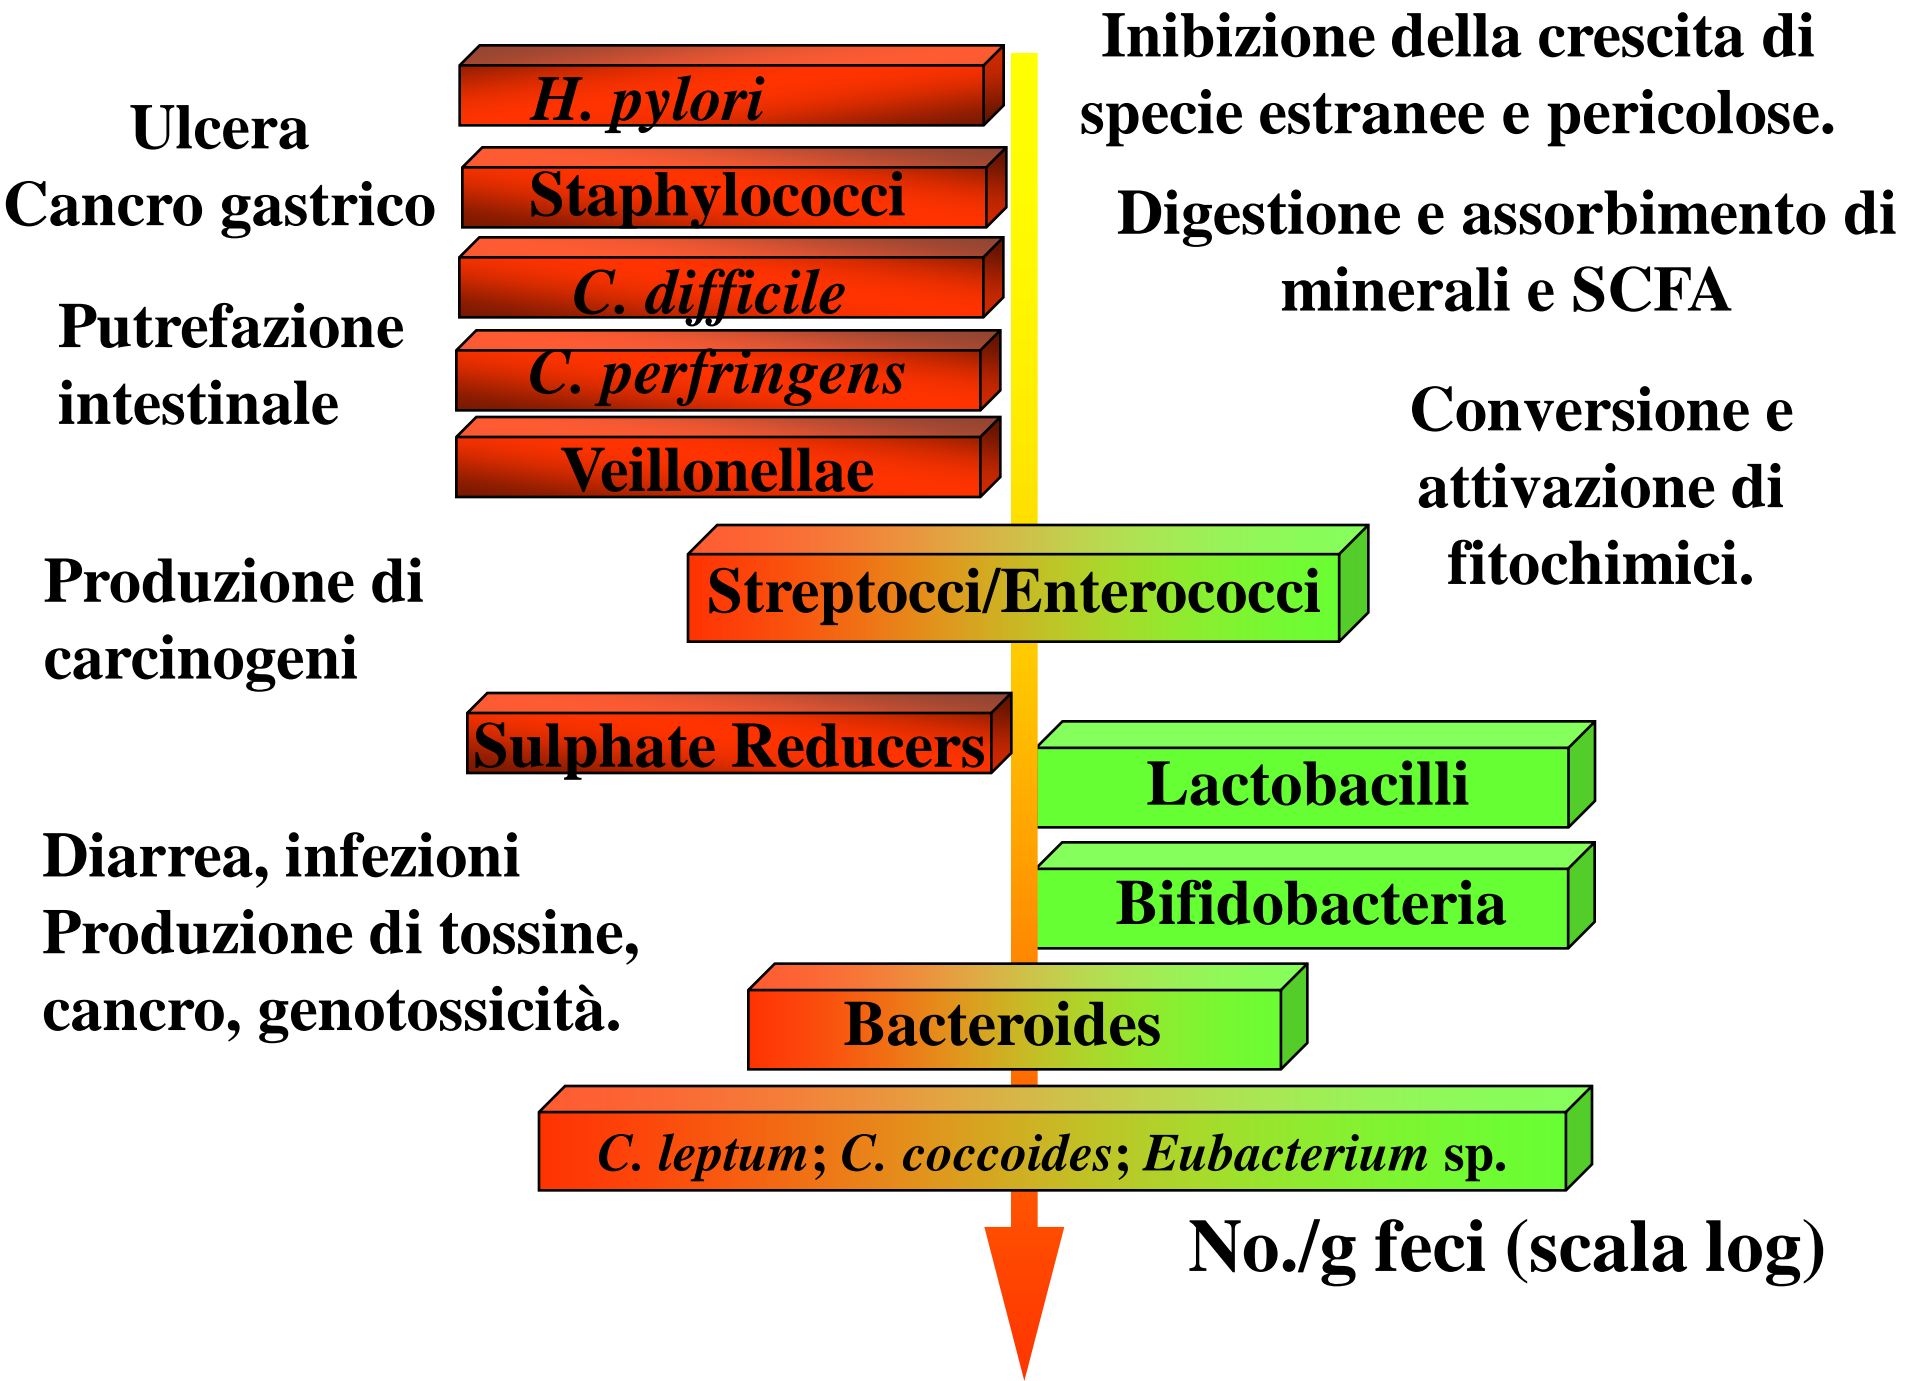 Inibizione della crescita di
specie estranee e pericolose.
H. pylori
Ulcera
Cancro gastrico
Staphylococci
Digestione e assorbimento di
minerali e SCFA
C. difficile
Putrefazione
intestinale
C. perfringens
Conversione e
attivazione di
fitochimici.
Veillonellae
Streptocci/Enterococci
Produzione di
carcinogeni
Sulphate Reducers
Lactobacilli
Diarrea, infezioni
Produzione di tossine,
cancro, genotossicità.
Bifidobacteria
Bacteroides
C. leptum; C. coccoides; Eubacterium sp.
No./g feci (scala log)